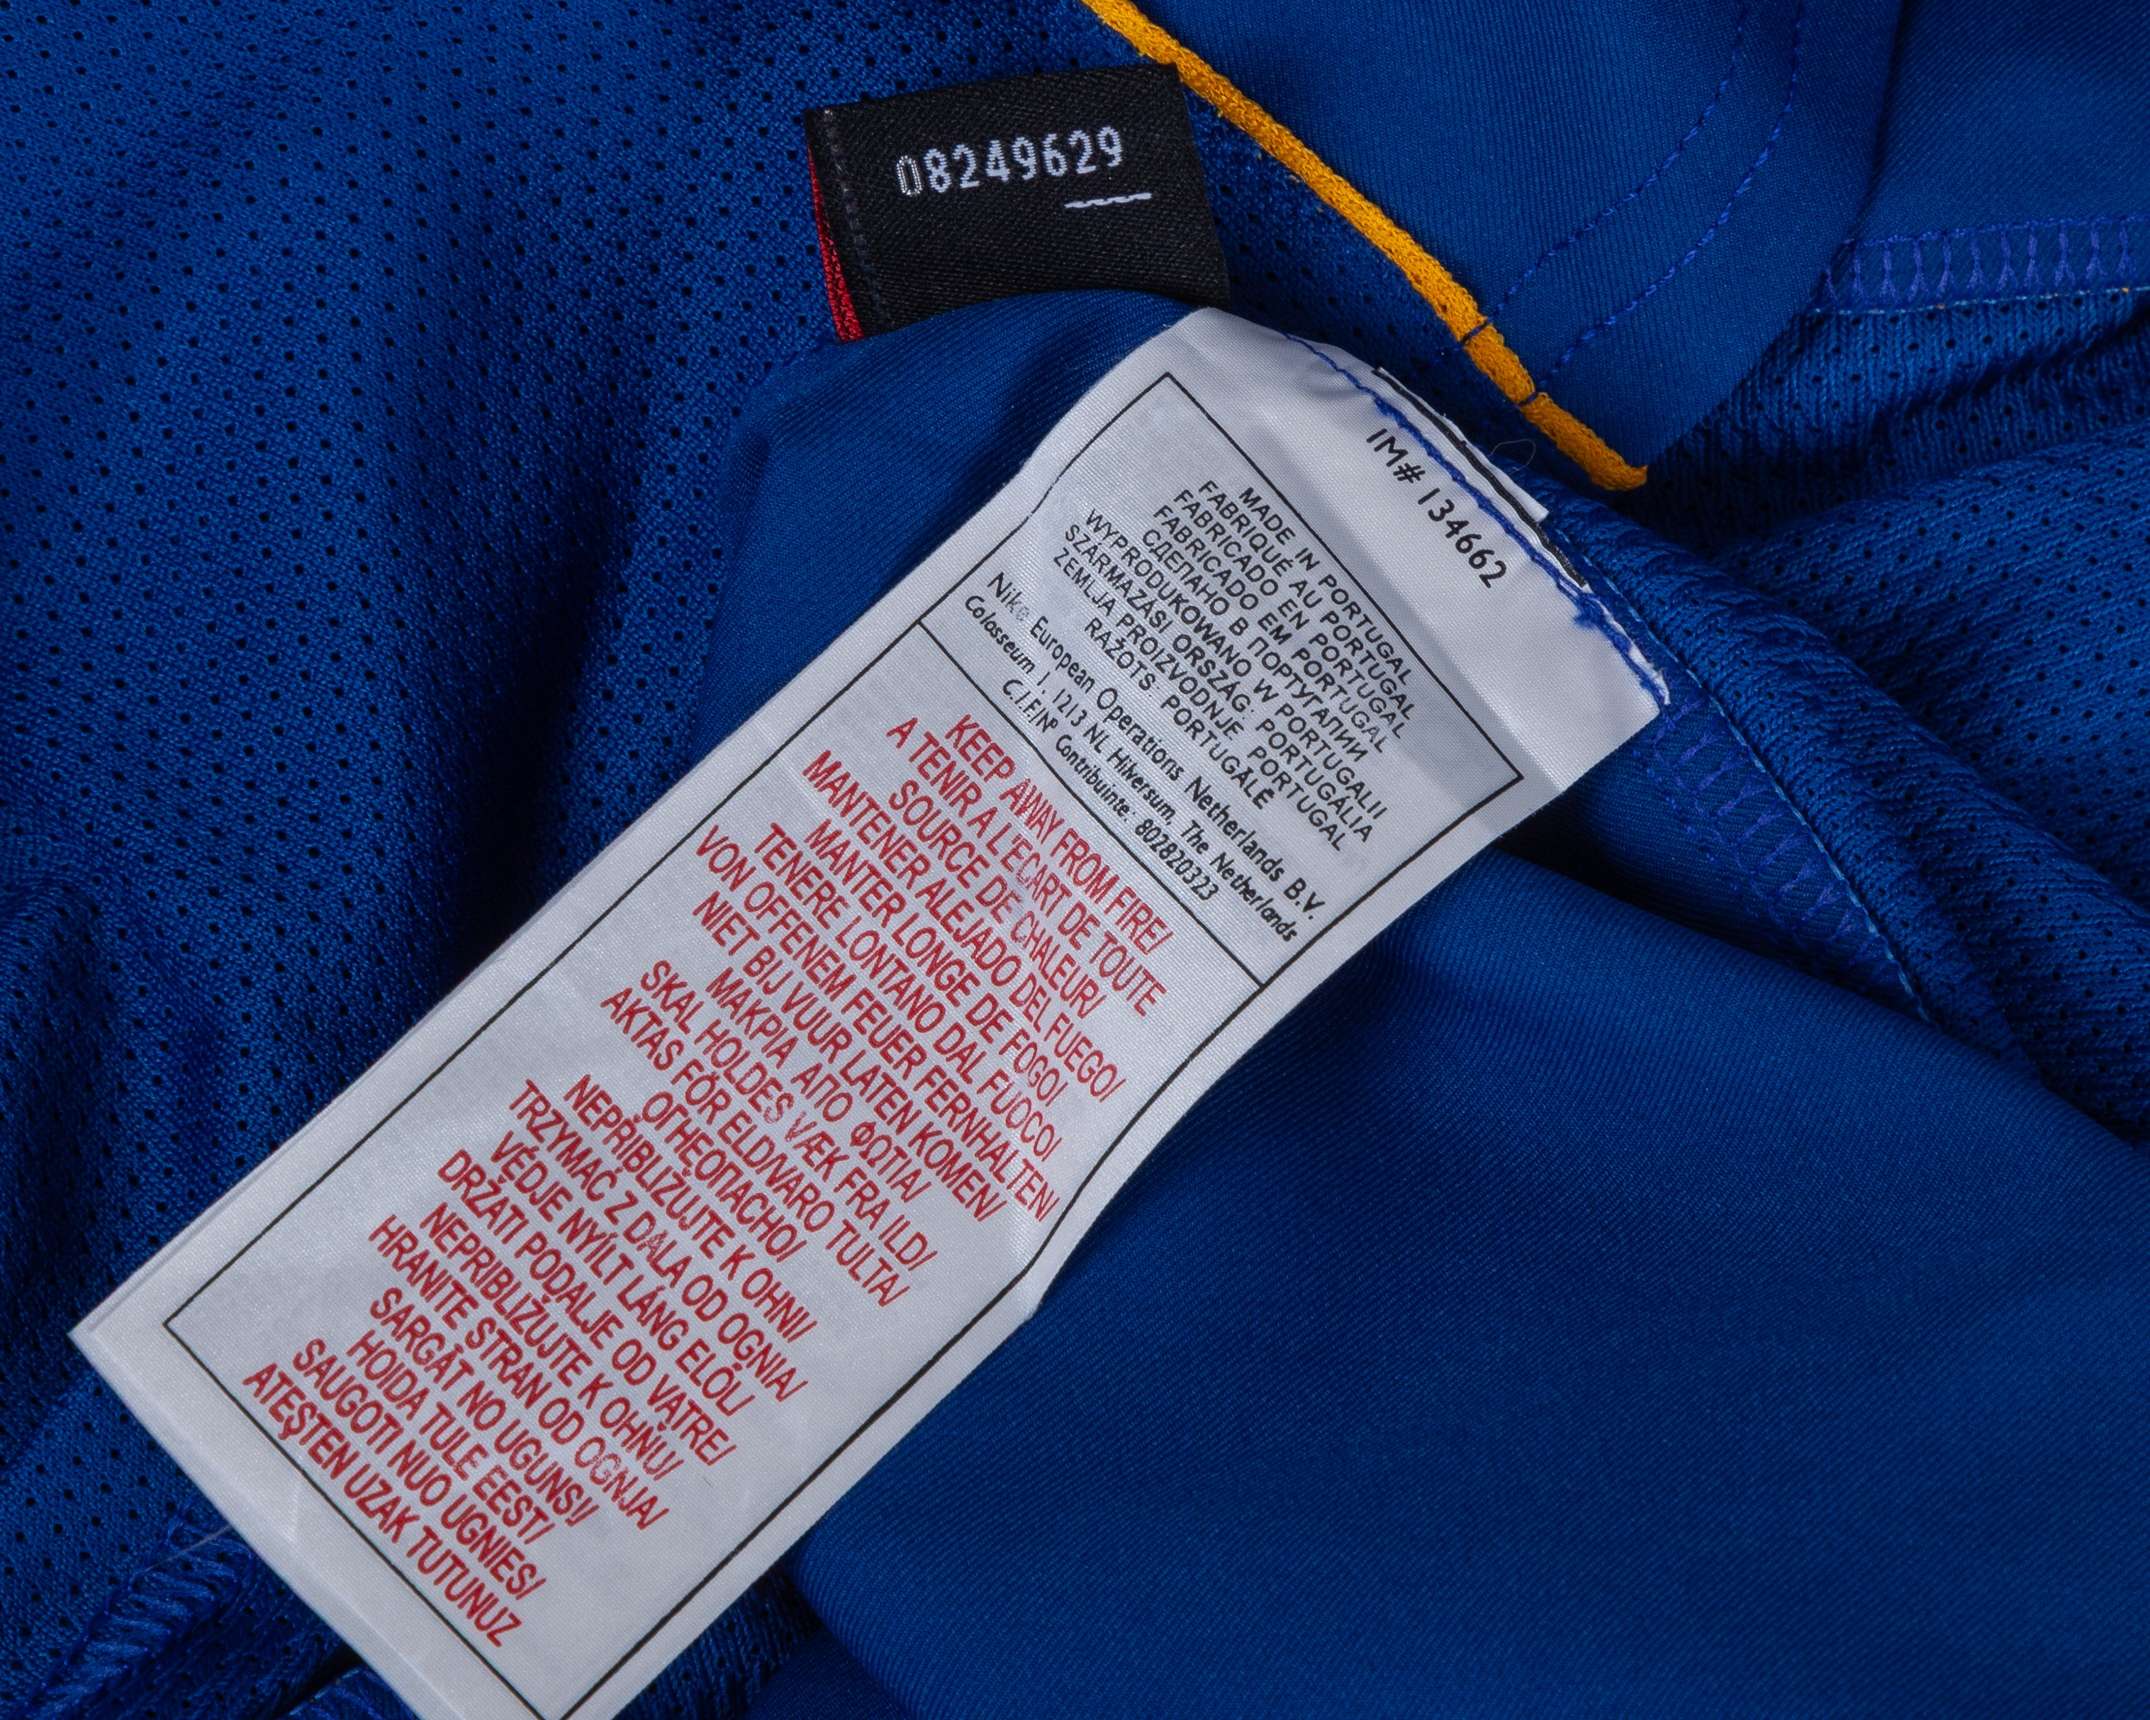 08249629
IM# 134662
MADE IN PORTUGAL
FABRIQUÉ AU PORTUGAL
FABRICADO EN PORTUGAL
FABRICADO EM PORTUGAL
СДЕПАНО В ПОРТУГАПИИ
WYPRODUKOWANO W PORTUGALII
SZÁRMAZÁSI ORSZÁG: PORTUGÁLIA
ZEMLJA PROIZVODNJE: PORTUGAL
RAŽOTS: PORTUGĀLĒ
Nike European Operations Netherlands B.V.
Colosseum 1, 1213 NL Hilversum, The Netherlands
C.I.F./Nº Contribuinte: 802820323
KEEP AWAY FROM FIRE/
A TENIR A L'ECART DE TOUTE
SOURCE DE CHALEUR/
MANTENER ALEJADO DEL FUEGO/
MANTER LONGE DE FOGO/
TENERE LONTANO DAL FUOCO/
VON OFFENEM FEUER FERNHALTEN/
NIET BIJ VUUR LATEN KOMEN/
ΜΑΚΡΙΑ ΑΠΟ ΦΩΤΙΑ/
SKAL HOLDES VÆK FRA ILD/
AKTAS FÖR ELD/VARO TULTA/
ОГНЕОПАСНО/
NEPŘIBLIŽUJTE K OHNI/
TRZYMAĆ Z DALA OD OGNIA/
VÉDJE NYÍLT LÁNG ELŐL/
DRŽATI PODALJE OD VATRE/
NEPRIBLIŽUJTE K OHŇU/
HRANITE STRAN OD OGNJA/
SARGĀT NO UGUNS!/
HOIDA TULE EEST/
SAUGOTI NUO UGNIES/
ATEŞTEN UZAK TUTUNUZ